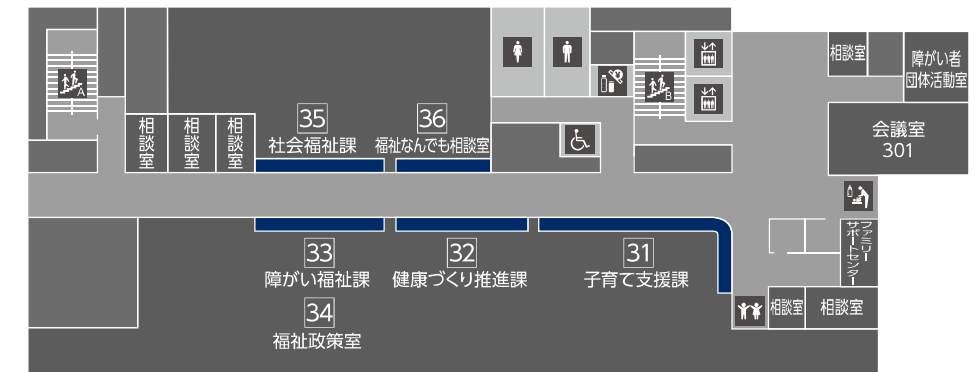 A
B
相談室
障がい者
団体活動室
会議室
301
相談室
相談室
相談室
35
社会福祉課
36
福祉なんでも相談室
33
障がい福祉課
34
福祉政策室
32
健康づくり推進課
31
子育て支援課
ファミリー
サポートセンター
相談室
相談室